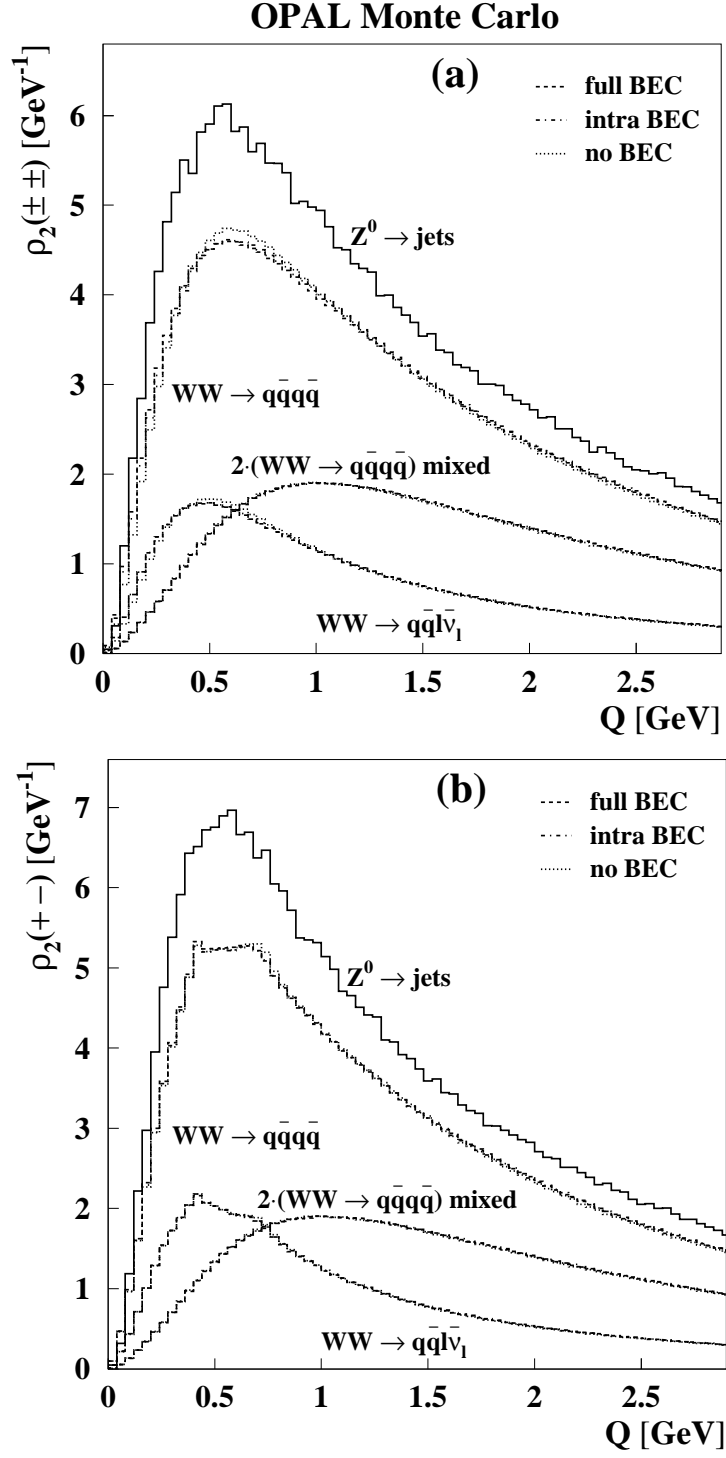 OPAL Monte Carlo
(a)
ρ₂(± ±) [GeV⁻¹]
full BEC
intra BEC
no BEC
Z⁰ → jets
WW → qq̄qq̄
2·(WW → qq̄qq̄) mixed
WW → qq̄lν̄ₗ
6
5
4
3
2
1
0
0 0.5 1 1.5 2 2.5
Q [GeV]
(b)
ρ₂(+ −) [GeV⁻¹]
full BEC
intra BEC
no BEC
Z⁰ → jets
WW → qq̄qq̄
2·(WW → qq̄qq̄) mixed
WW → qq̄lν̄ₗ
7
6
5
4
3
2
1
0
0 0.5 1 1.5 2 2.5
Q [GeV]